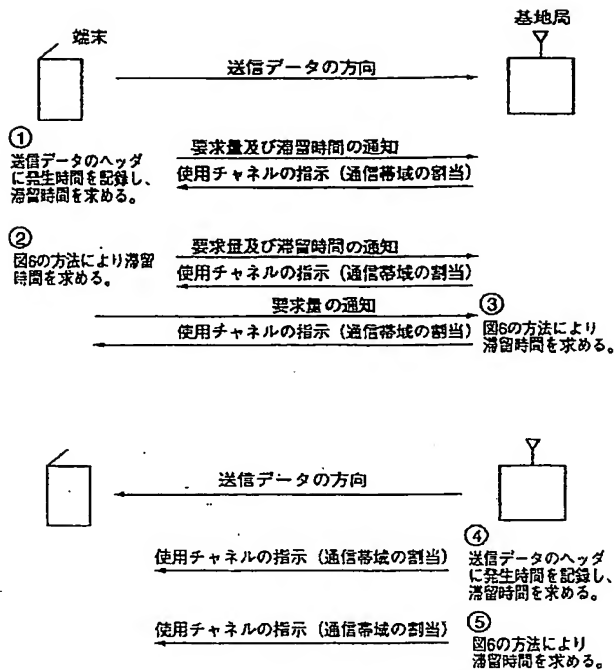 端末
基地局
送信データの方向
①
送信データのヘッダ
に発生時間を記録し、
滞留時間を求める。
要求量及び滞留時間の通知
使用チャネルの指示（通信帯域の割当）
②
図6の方法により滞留
時間を求める。
要求量及び滞留時間の通知
使用チャネルの指示（通信帯域の割当）
要求量の通知
使用チャネルの指示（通信帯域の割当）
③
図6の方法により
滞留時間を求める。
送信データの方向
使用チャネルの指示（通信帯域の割当）
④
送信データのヘッダ
に発生時間を記録し、
滞留時間を求める。
使用チャネルの指示（通信帯域の割当）
⑤
図6の方法により
滞留時間を求める。